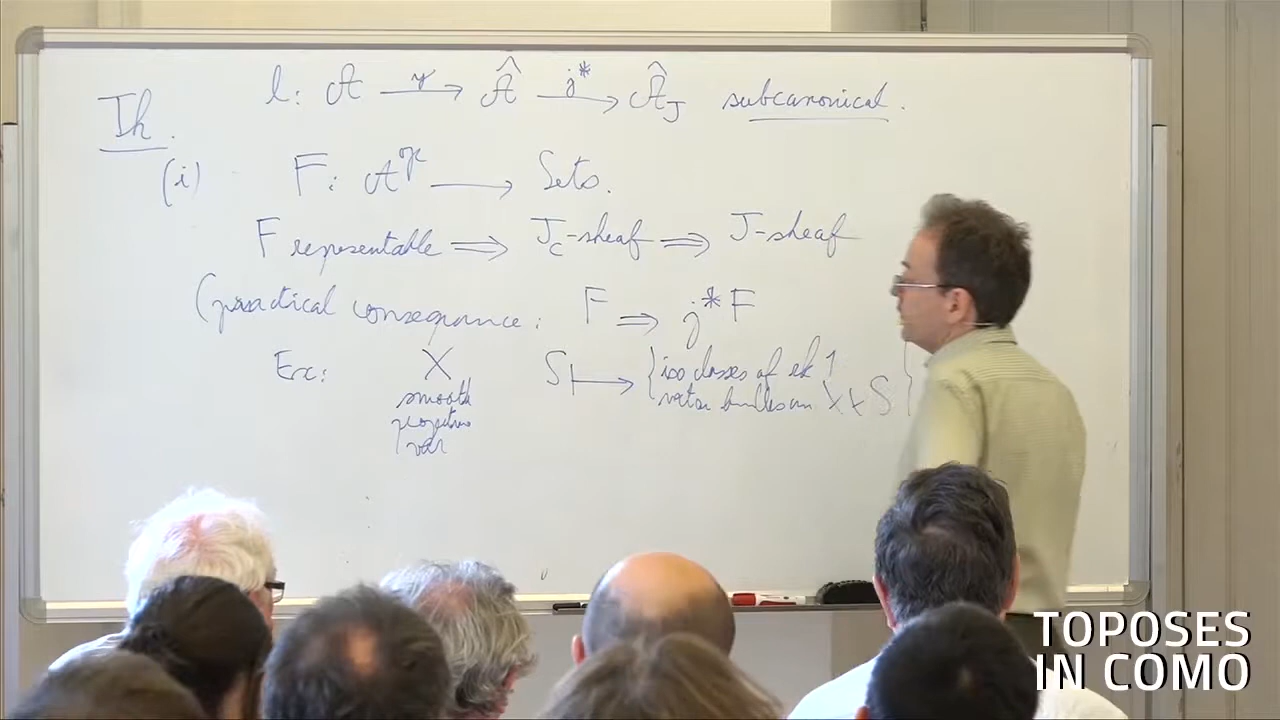 Th. l: A —y→ Â —j*→ Â_J subcanonical.
(i) F: A^op → Sets.
F representable ⇒ J_c-sheaf ⇒ J-sheaf
(practical consequence: F ⇒ j*F
Ex: X S ↦ {iso classes of rk 1
smooth vector bundles on X × S}
projective
var
TOPOSES
IN COMO